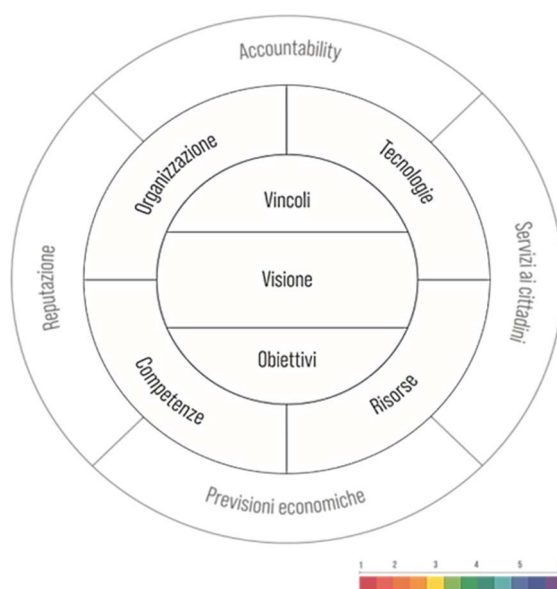 Accountability
Organizzazione
Tecnologie
Vincoli
Reputazione
Visione
Servizi ai cittadini
Obiettivi
Competenze
Risorse
Previsioni economiche
1 2 3 4 5